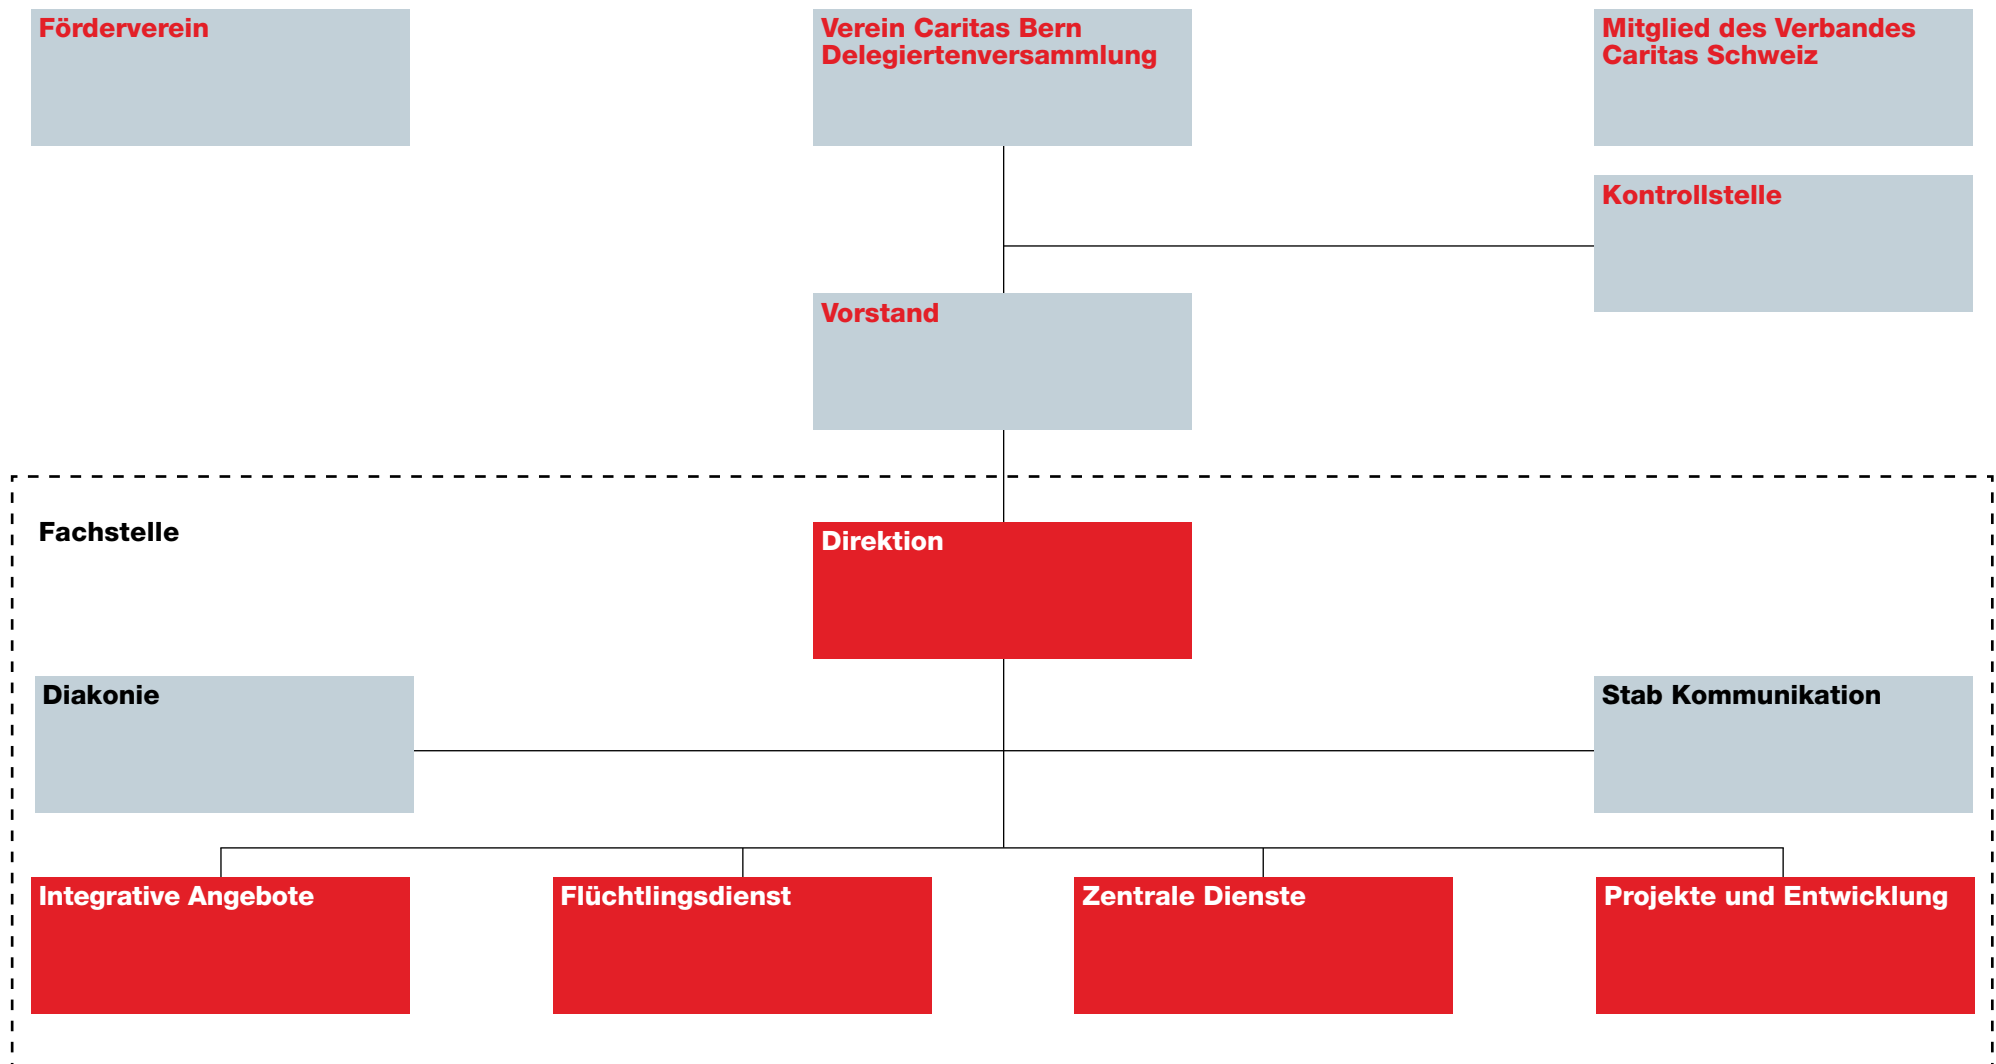 Förderverein
Verein Caritas Bern
Delegiertenversammlung
Mitglied des Verbandes
Caritas Schweiz
Kontrollstelle
Vorstand
Fachstelle
Direktion
Diakonie
Stab Kommunikation
Integrative Angebote
Flüchtlingsdienst
Zentrale Dienste
Projekte und Entwicklung